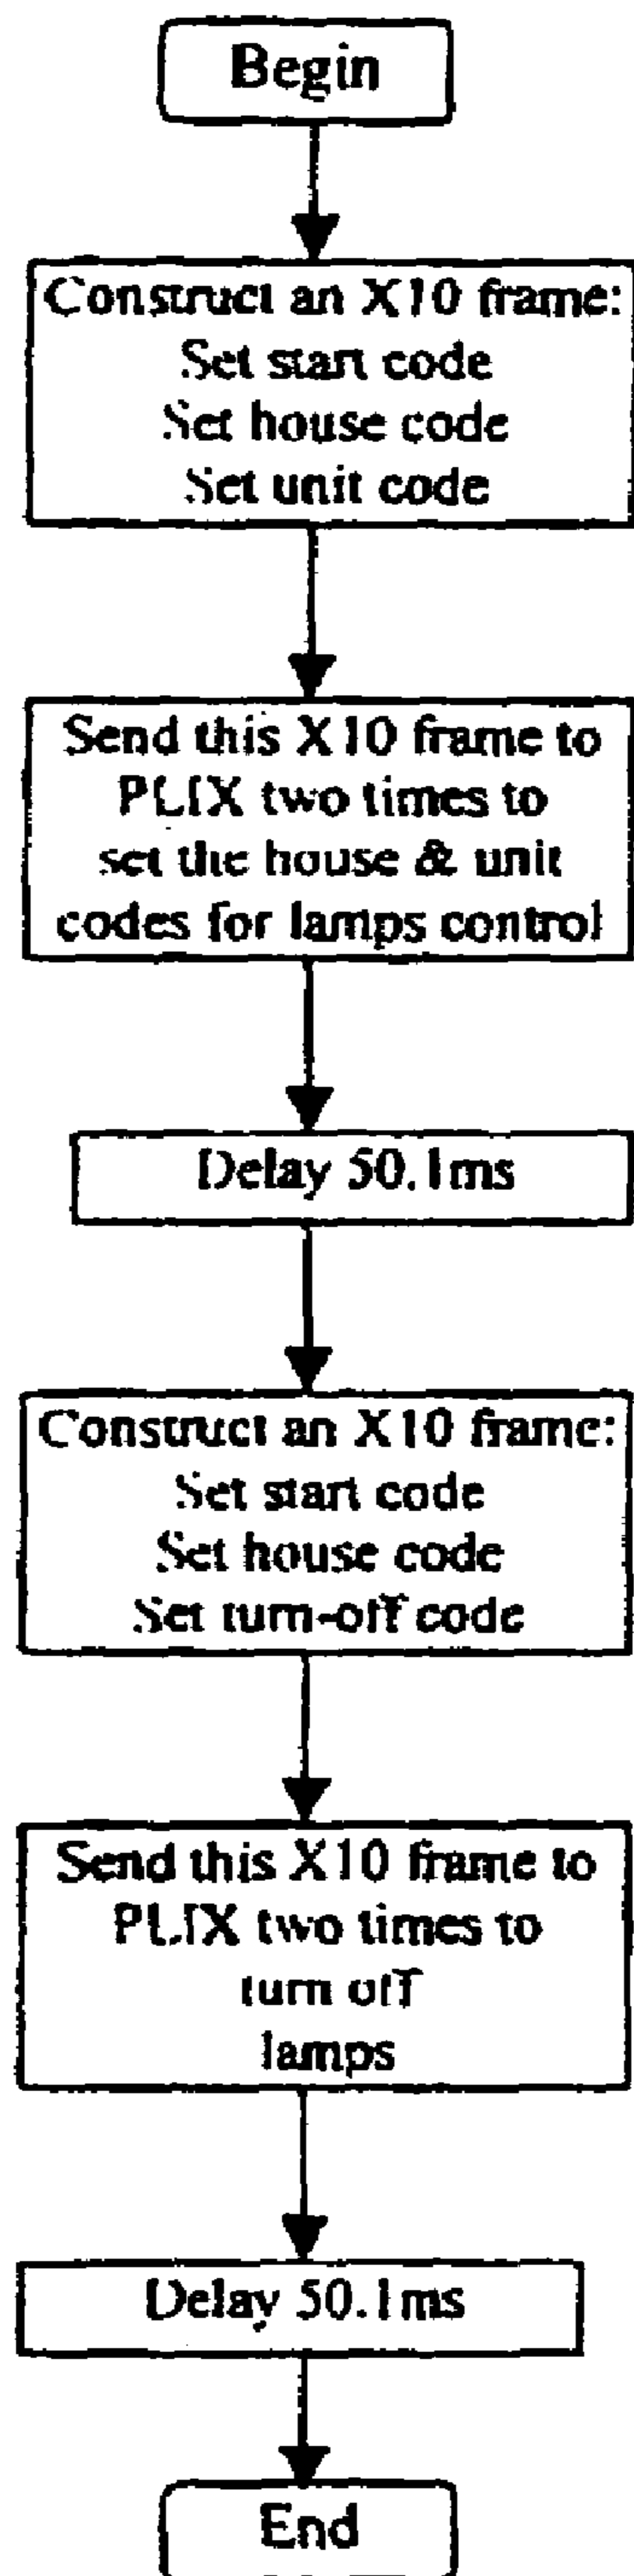 Begin
Construct an X10 frame:
Set start code
Set house code
Set unit code
Send this X10 frame to
PLIX two times to
set the house & unit
codes for lamps control
Delay 50.1ms
Construct an X10 frame:
Set start code
Set house code
Set turn-off code
Send this X10 frame to
PLIX two times to
turn off
lamps
Delay 50.1ms
End